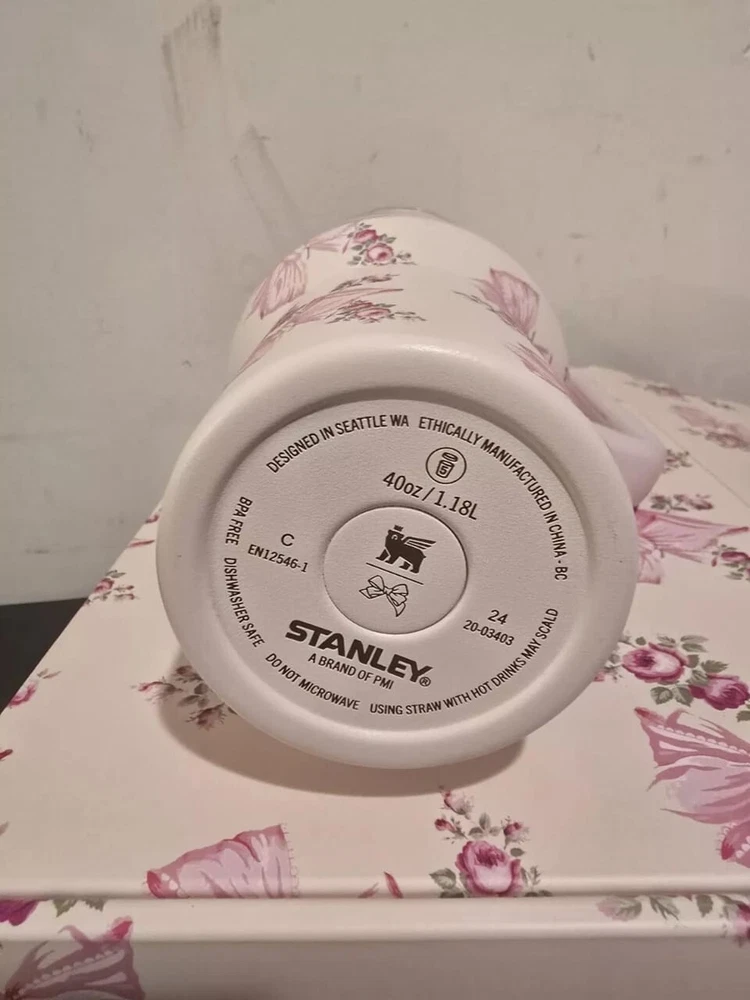 DESIGNED IN SEATTLE WA
ETHICALLY MANUFACTURED IN CHINA - BC
40oz / 1.18L
BPA FREE
C
EN12546-1
24
20-03403
STANLEY®
A BRAND OF PMI
DISHWASHER SAFE
DO NOT MICROWAVE
USING STRAW WITH HOT DRINKS MAY SCALD